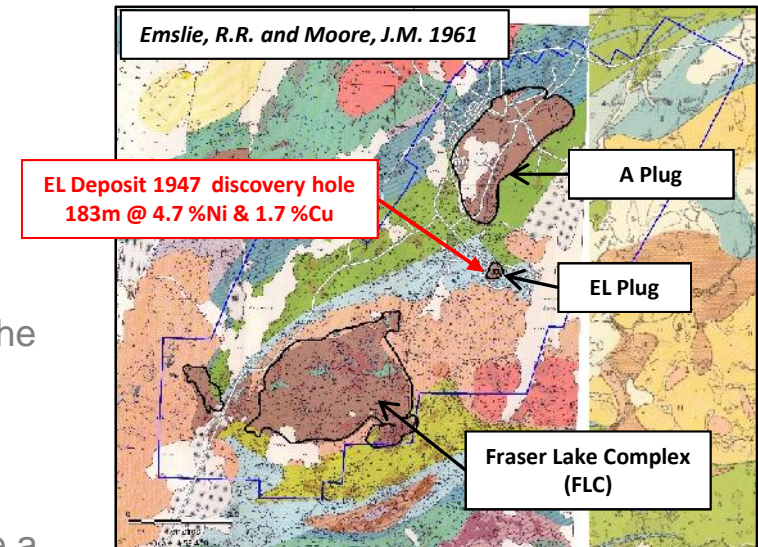 Emslie, R.R. and Moore, J.M. 1961
EL Deposit 1947 discovery hole
183m @ 4.7 %Ni & 1.7 %Cu
A Plug
EL Plug
he
Fraser Lake Complex
(FLC)
e a